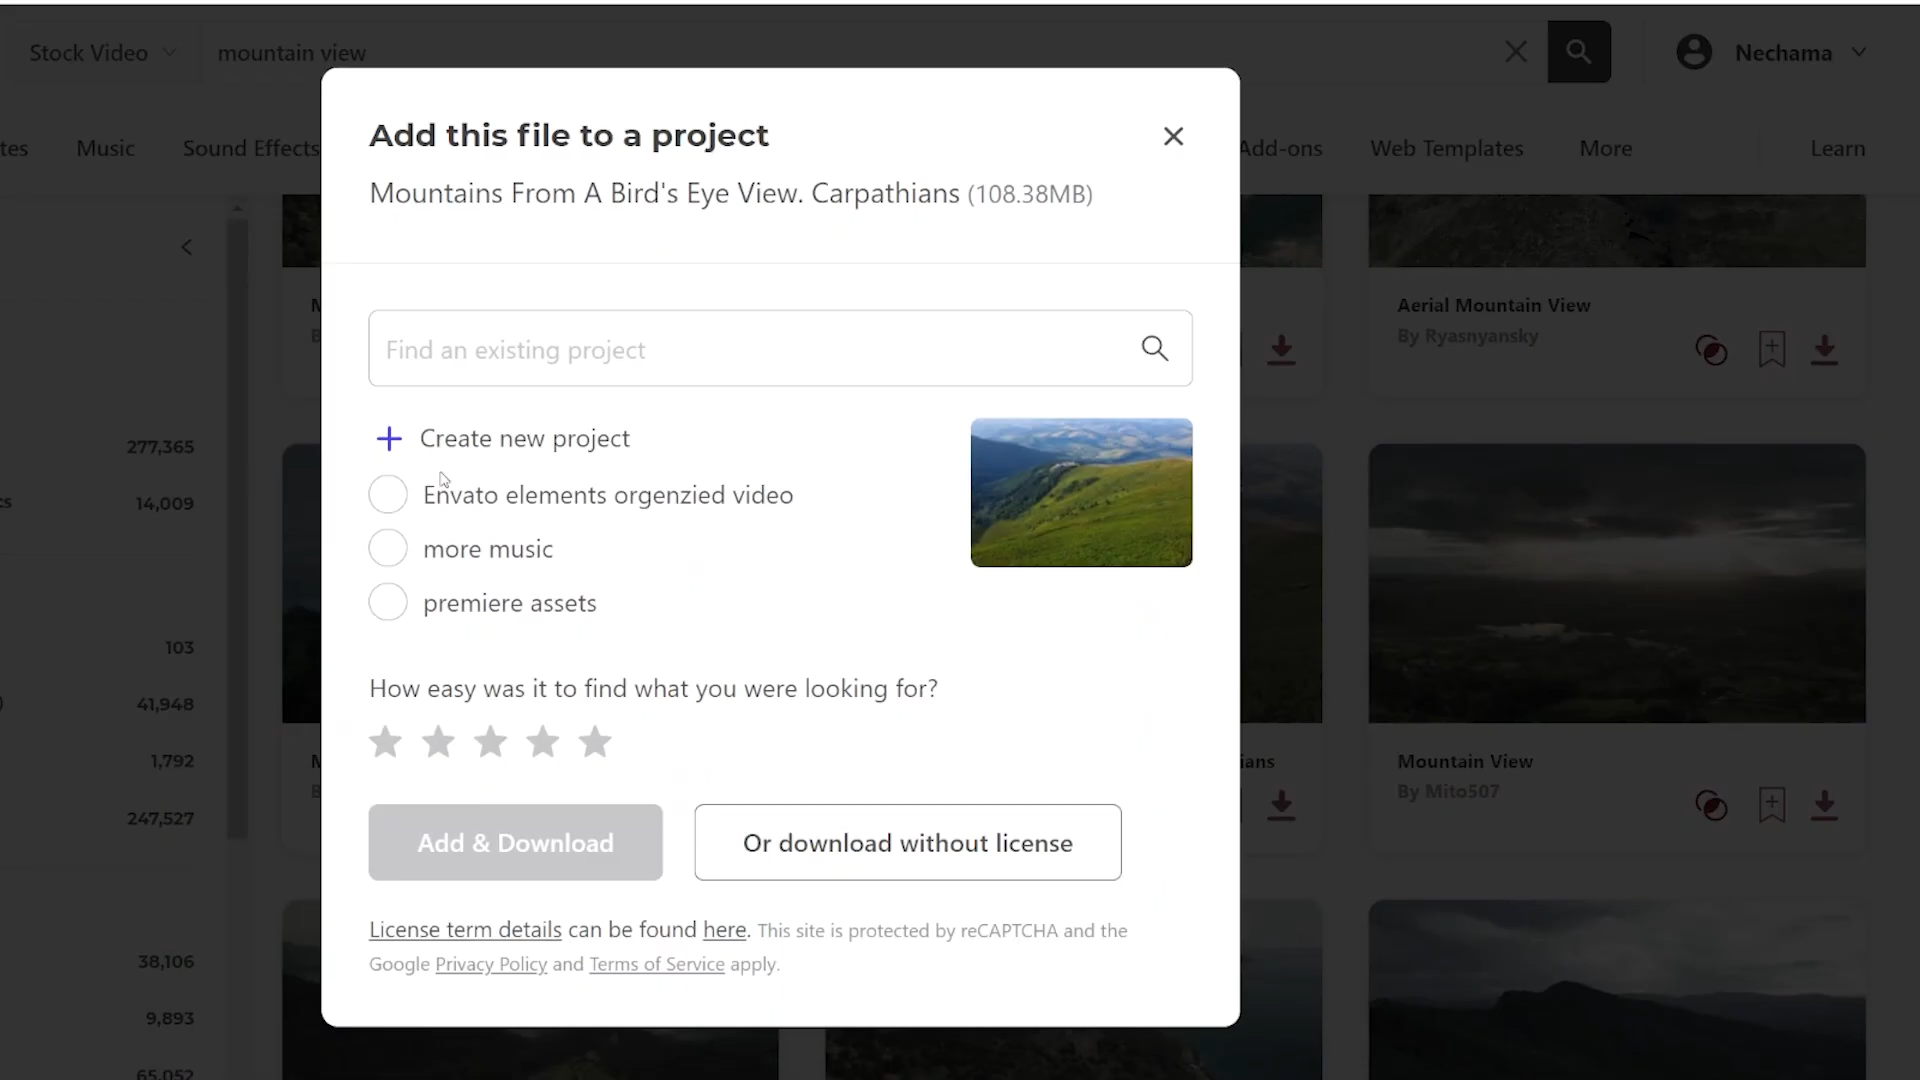 Stock Video
mountain view
Nechama
tes
Music
Sound Effects
Add-ons
Web Templates
More
Learn
Add this file to a project
Mountains From A Bird's Eye View. Carpathians (108.38MB)
Find an existing project
Create new project
Envato elements orgenzied video
more music
premiere assets
How easy was it to find what you were looking for?
Add & Download
Or download without license
License term details can be found here. This site is protected by reCAPTCHA and the
Google Privacy Policy and Terms of Service apply.
277,365
cs
14,009
103
)
41,948
1,792
247,527
38,106
9,893
65,052
M
B
Aerial Mountain View
By Ryasnyansky
M
B
ians
Mountain View
By Mito507